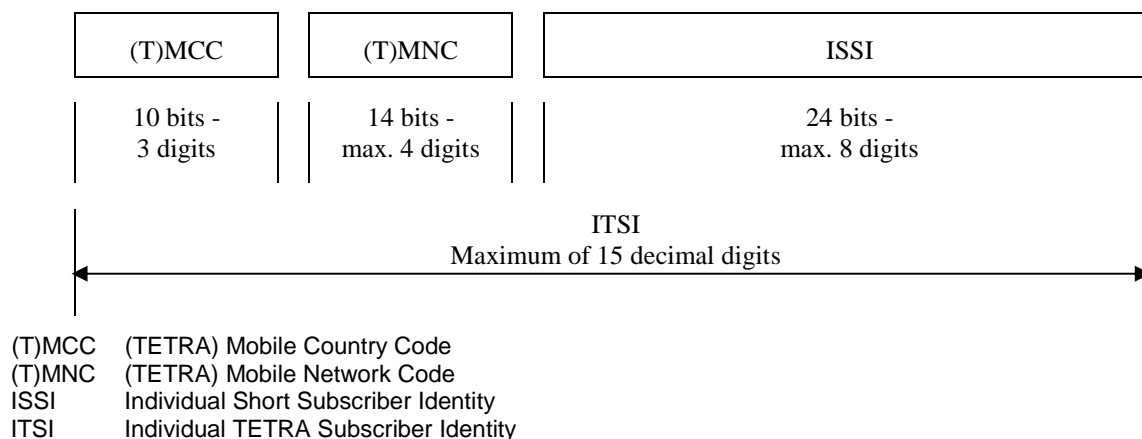 (T)MCC (T)MNC ISSI
10 bits - 14 bits - 24 bits -
3 digits max. 4 digits max. 8 digits
ITSI
Maximum of 15 decimal digits
(T)MCC (TETRA) Mobile Country Code
(T)MNC (TETRA) Mobile Network Code
ISSI Individual Short Subscriber Identity
ITSI Individual TETRA Subscriber Identity